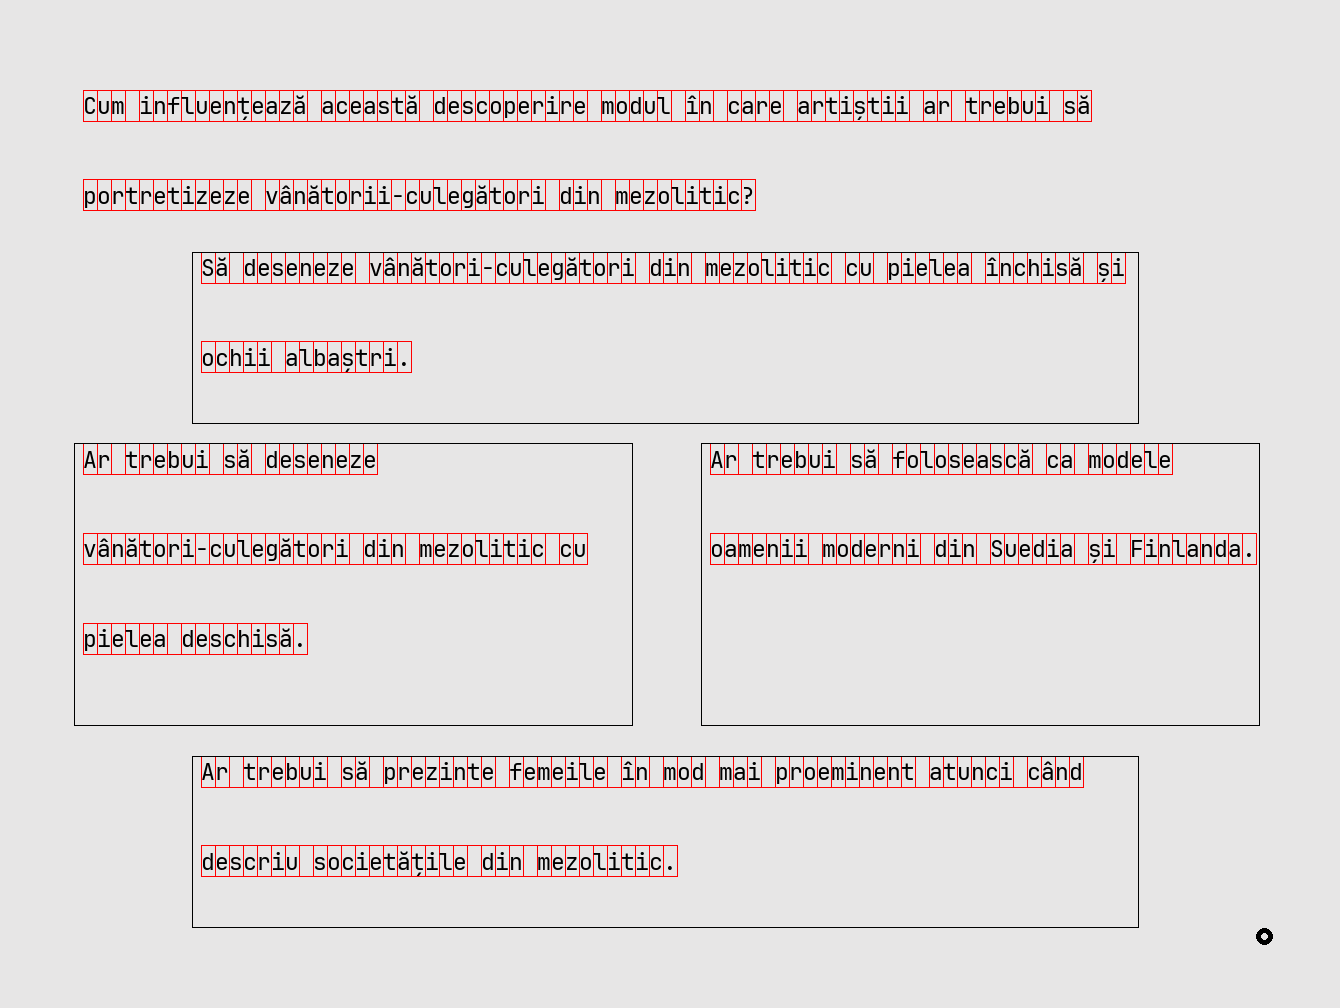 Cum influențează această descoperire modul în care artiștii ar trebui să
portretizeze vânătorii-culegători din mezolitic?
Să deseneze vânători-culegători din mezolitic cu pielea închisă și
ochii albaștri.
Ar trebui să deseneze
vânători-culegători din mezolitic cu
pielea deschisă.
Ar trebui să folosească ca modele
oamenii moderni din Suedia și Finlanda.
Ar trebui să prezinte femeile în mod mai proeminent atunci când
descriu societățile din mezolitic.